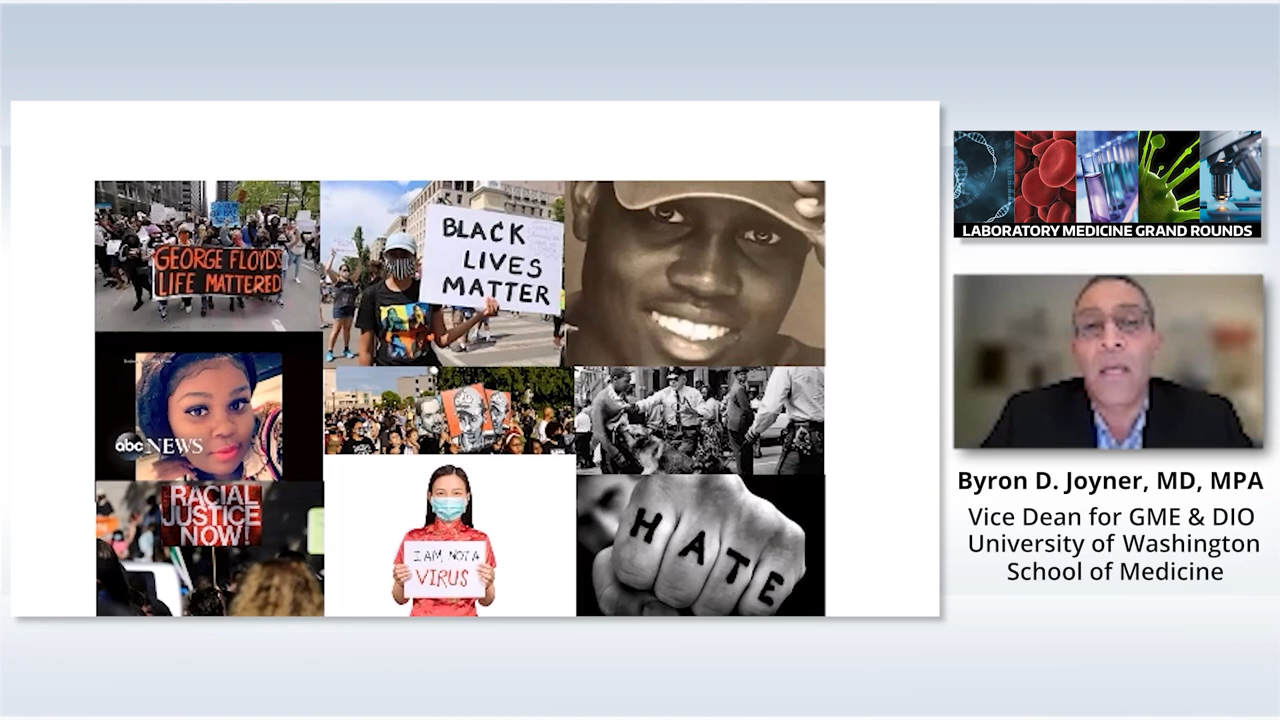 GEORGE FLOYD'S
LIFE MATTERED
BLACK
LIVES
MATTER
abc NEWS
RACIAL
JUSTICE
NOW!
I AM NOT A
VIRUS
HATE
LABORATORY MEDICINE GRAND ROUNDS
Byron D. Joyner, MD, MPA
Vice Dean for GME & DIO
University of Washington
School of Medicine